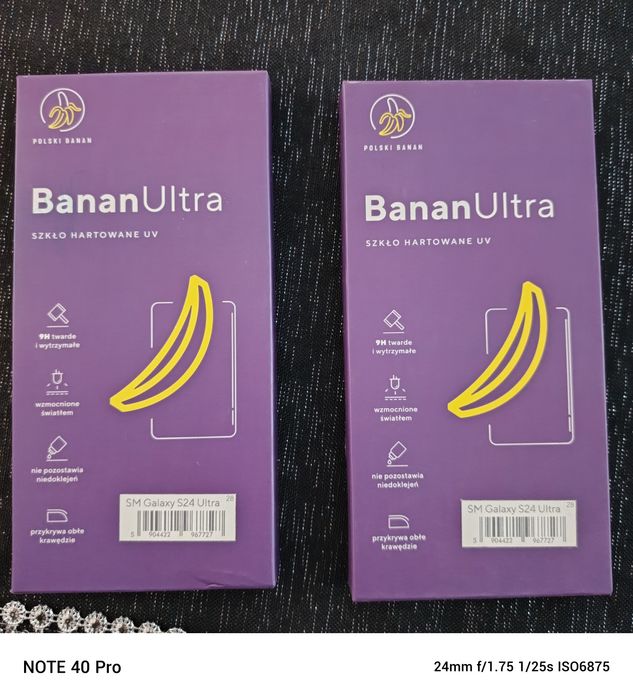 POLSKI BANAN
BananUltra
SZKŁO HARTOWANE UV
9H twarde
i wytrzymałe
wzmocnione
światłem
nie pozostawia
niedoklejeń
przykrywa obłe
krawędzie
SM Galaxy S24 Ultra 28
5 904422 967727
POLSKI BANAN
BananUltra
SZKŁO HARTOWANE UV
9H twarde
i wytrzymałe
wzmocnione
światłem
nie pozostawia
niedoklejeń
przykrywa obłe
krawędzie
SM Galaxy S24 Ultra 28
5 904422 967727
NOTE 40 Pro
24mm f/1.75 1/25s ISO6875